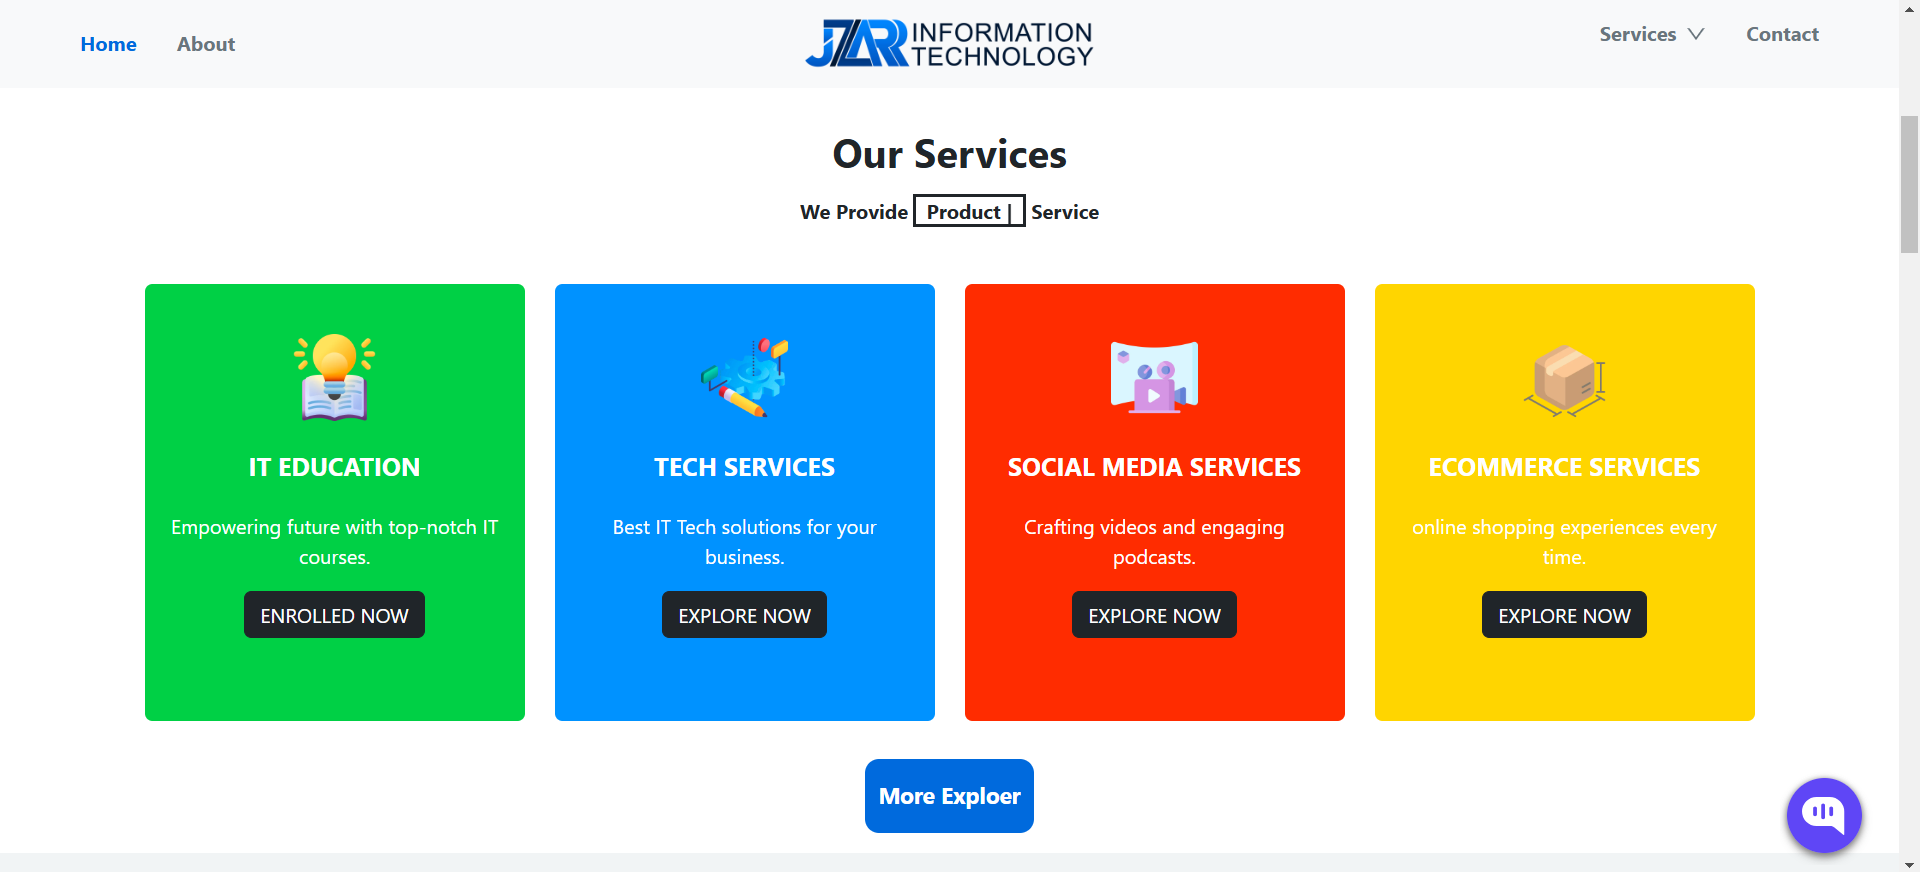 Home About JZARR INFORMATION TECHNOLOGY Services Contact
Our Services
We Provide Product | Service
IT EDUCATION
Empowering future with top-notch IT
courses.
ENROLLED NOW
TECH SERVICES
Best IT Tech solutions for your
business.
EXPLORE NOW
SOCIAL MEDIA SERVICES
Crafting videos and engaging
podcasts.
EXPLORE NOW
ECOMMERCE SERVICES
online shopping experiences every
time.
EXPLORE NOW
More Exploer